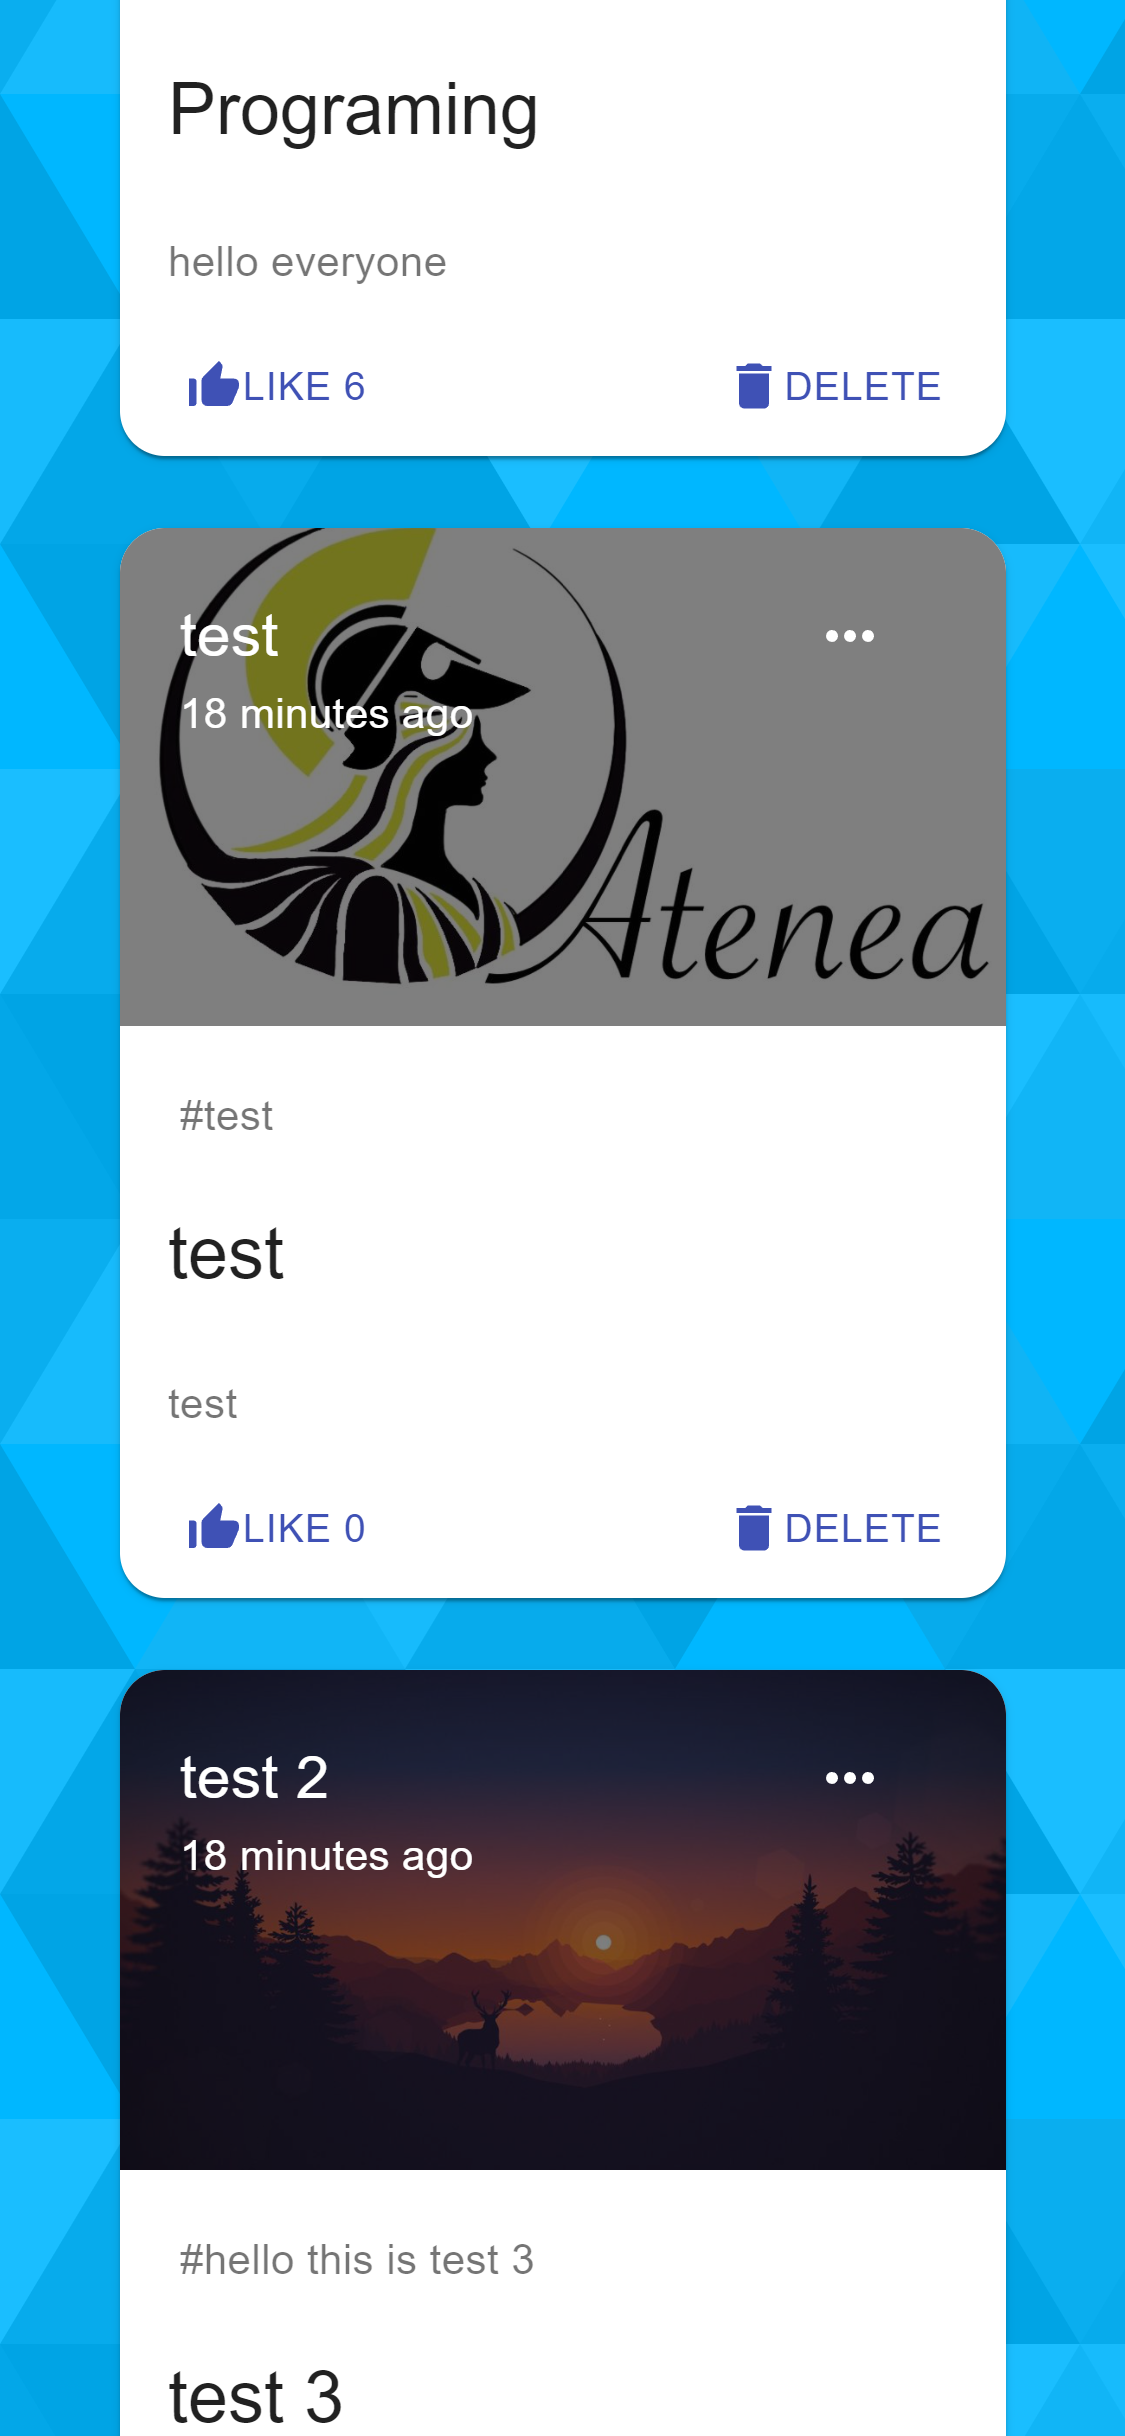 Programing
hello everyone
LIKE 6 DELETE
test
18 minutes ago
Atenea
#test
test
test
LIKE 0 DELETE
test 2
18 minutes ago
#hello this is test 3
test 3